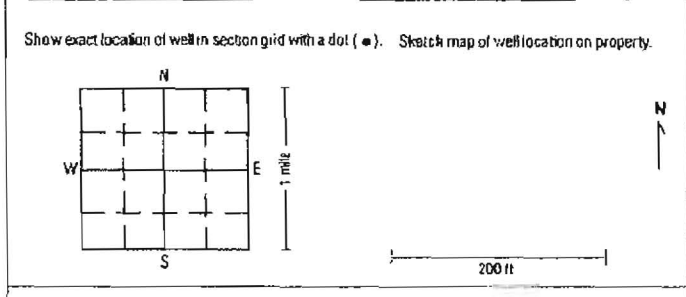 Show exact location of well in section grid with a dot ( ● ). Sketch map of well location on property.
N
N
W E
1 mile
S
200 ft